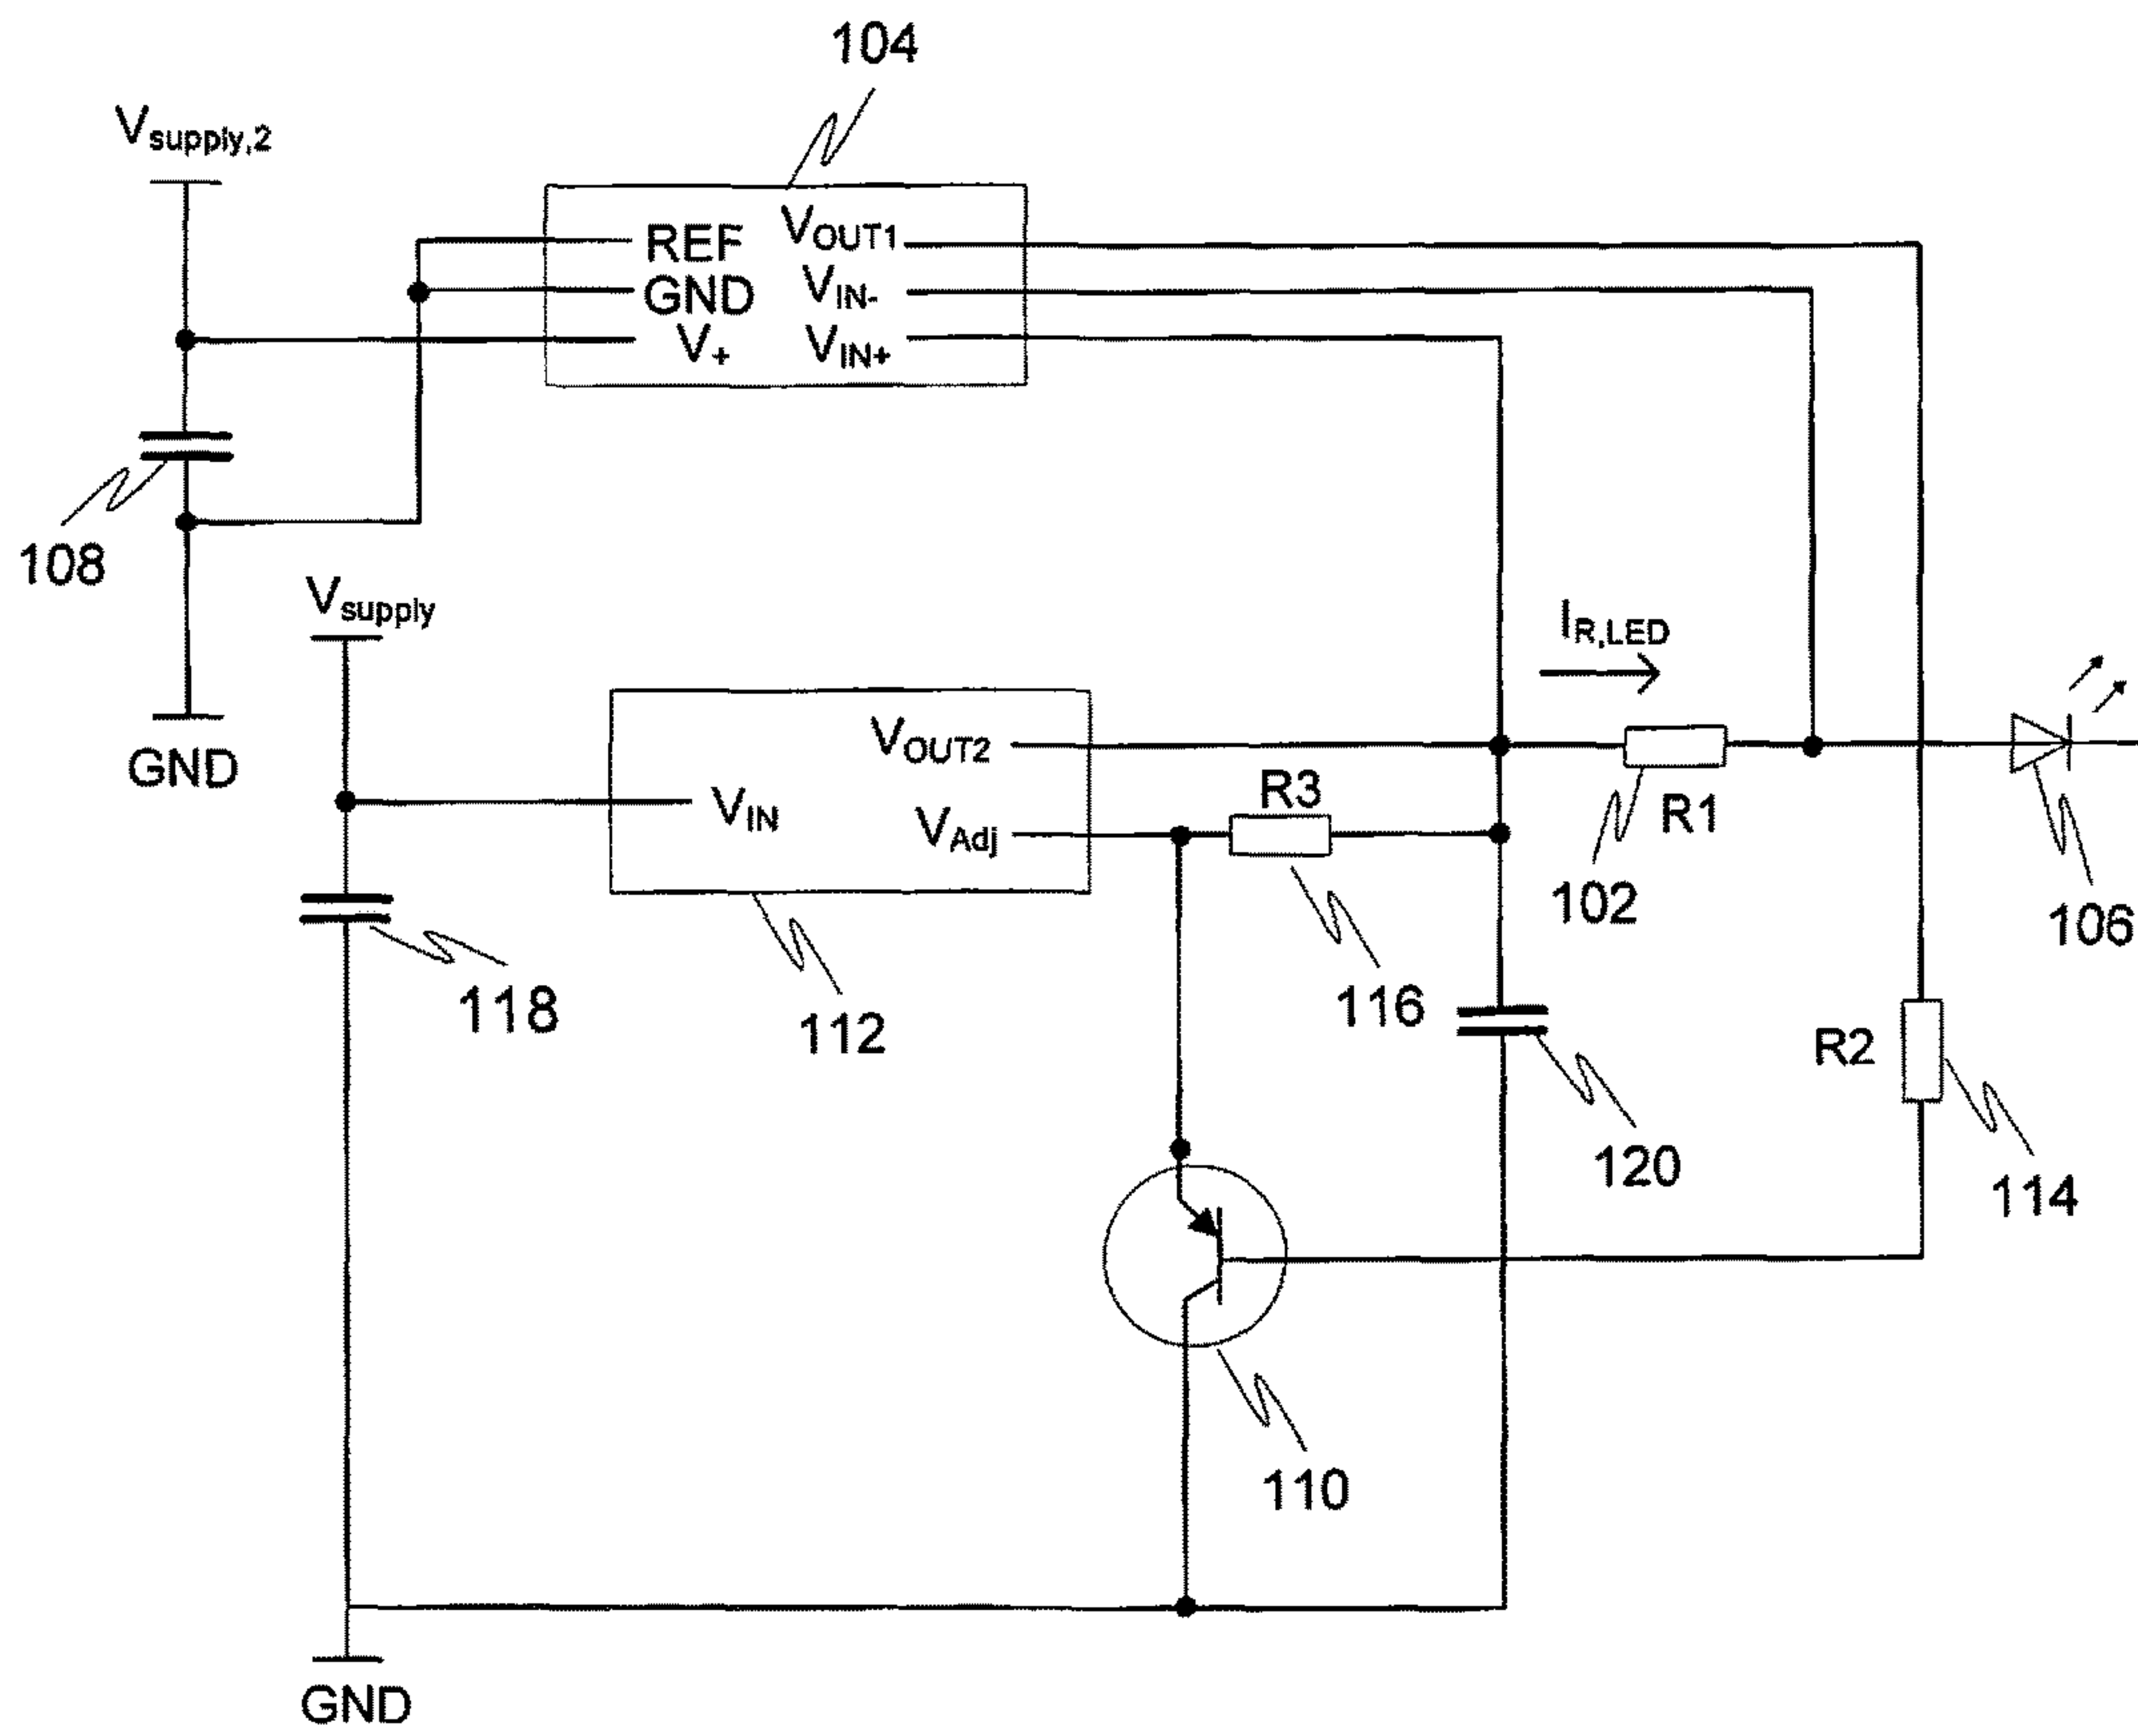 104
Vsupply,2
REF
VOUT1
GND
VIN-
V+
VIN+
108
Vsupply
IR,LED
GND
VOUT2
R3
VIN
VAdj
R1
102
106
118
112
116
R2
120
114
110
GND